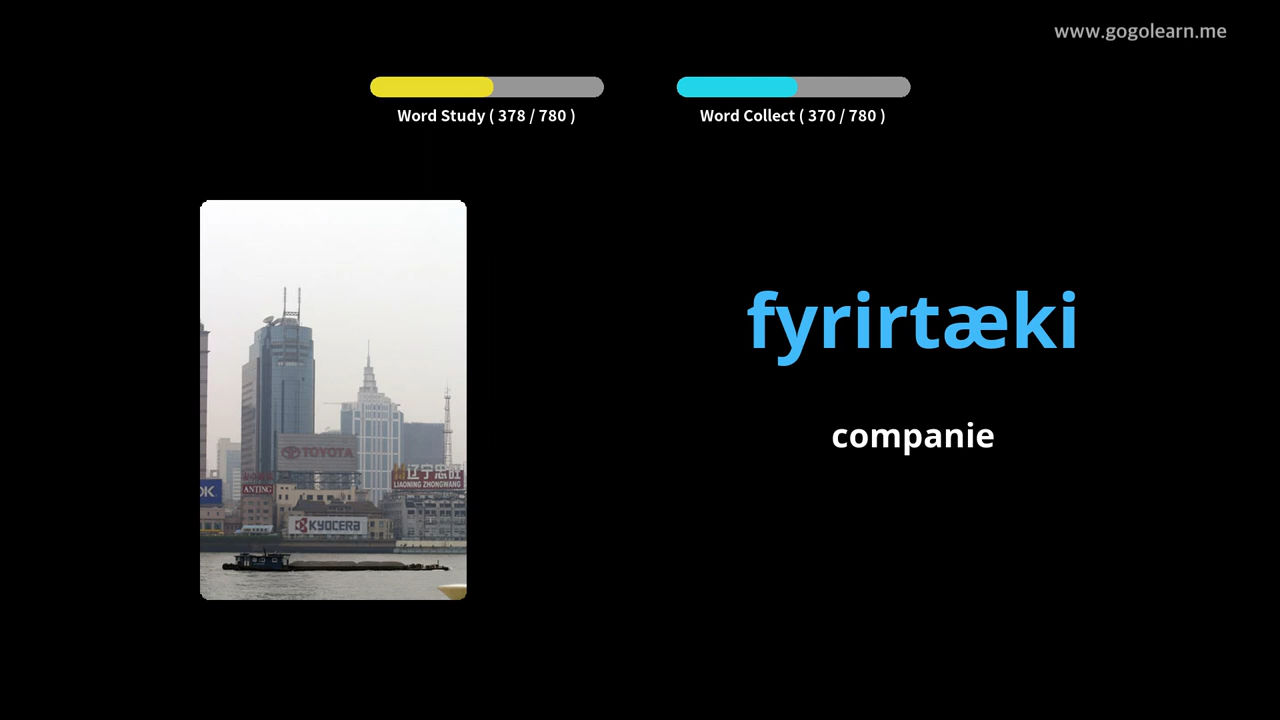 www.gogolearn.me
Word Study ( 378 / 780 )
Word Collect ( 370 / 780 )
fyrirtæki
companie
TOYOTA
辽宁忠旺
LIAONING ZHONGWANG
OK
ANTING
KYOCERA